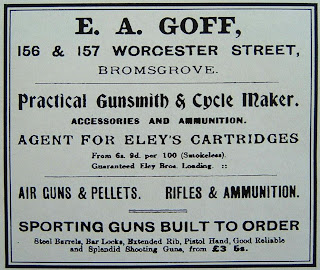 E. A. GOFF,
156 & 157 WORCESTER STREET,
BROMSGROVE.
Practical Gunsmith & Cycle Maker.
ACCESSORIES AND AMMUNITION.
AGENT FOR ELEY'S CARTRIDGES
From 6s. 9d. per 100 (Smokeless).
Guaranteed Eley Bros. Loading. ::
AIR GUNS & PELLETS. RIFLES & AMMUNITION.
SPORTING GUNS BUILT TO ORDER
Steel Barrels, Bar Locks, Extended Rib, Pistol Hand, Good Reliable
and Splendid Shooting Guns, from £3 5s.